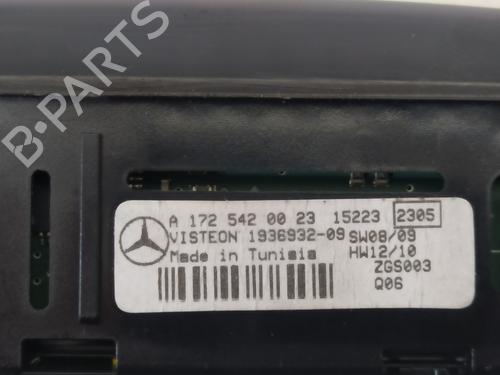 B-PARTS
A 172 542 00 23 15223 2305
VISTEON 1936932-09 SW08/09
Made in Tunisia HW12/10
ZGS003
Q06